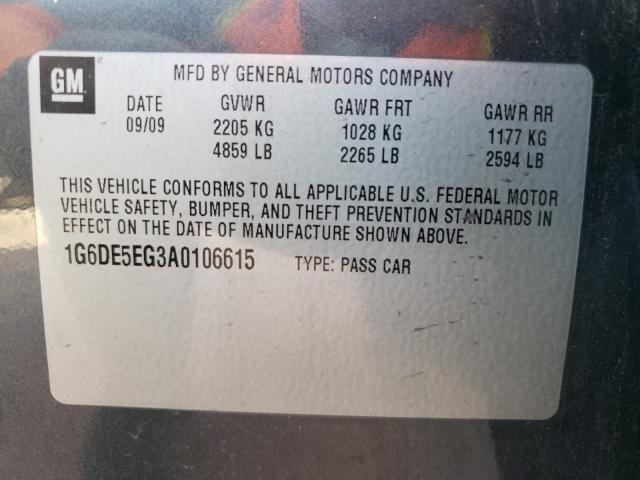 GM
MFD BY GENERAL MOTORS COMPANY
DATE GVWR GAWR FRT GAWR RR
09/09 2205 KG 1028 KG 1177 KG
4859 LB 2265 LB 2594 LB
THIS VEHICLE CONFORMS TO ALL APPLICABLE U.S. FEDERAL MOTOR
VEHICLE SAFETY, BUMPER, AND THEFT PREVENTION STANDARDS IN
EFFECT ON THE DATE OF MANUFACTURE SHOWN ABOVE.
1G6DE5EG3A0106615 TYPE: PASS CAR